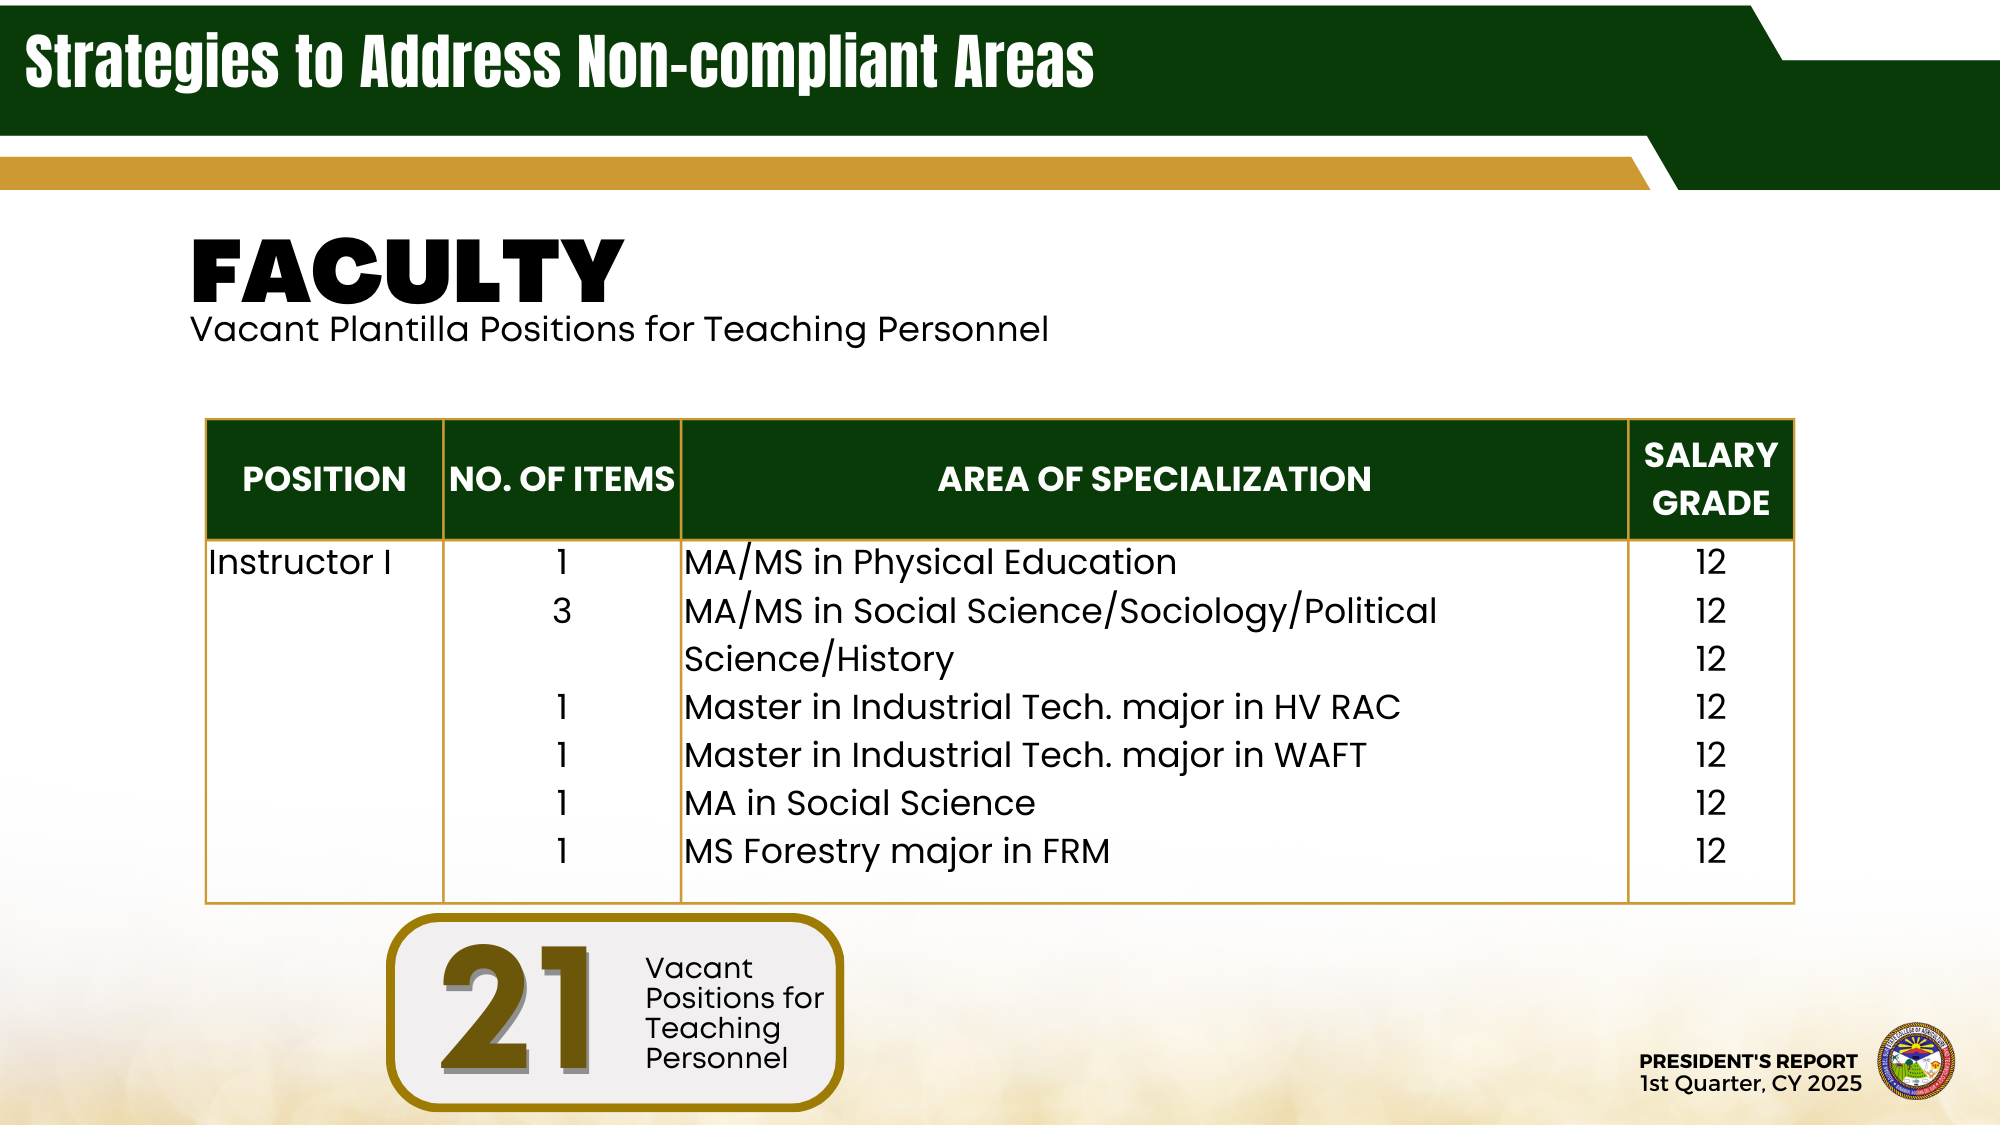 Strategies to Address Non-compliant Areas
FACULTY
Vacant Plantilla Positions for Teaching Personnel
POSITION NO. OF ITEMS AREA OF SPECIALIZATION SALARY GRADE
Instructor I 1 MA/MS in Physical Education 12
3 MA/MS in Social Science/Sociology/Political 12
Science/History 12
1 Master in Industrial Tech. major in HV RAC 12
1 Master in Industrial Tech. major in WAFT 12
1 MA in Social Science 12
1 MS Forestry major in FRM 12
21
Vacant
Positions for
Teaching
Personnel
PRESIDENT'S REPORT
1st Quarter, CY 2025